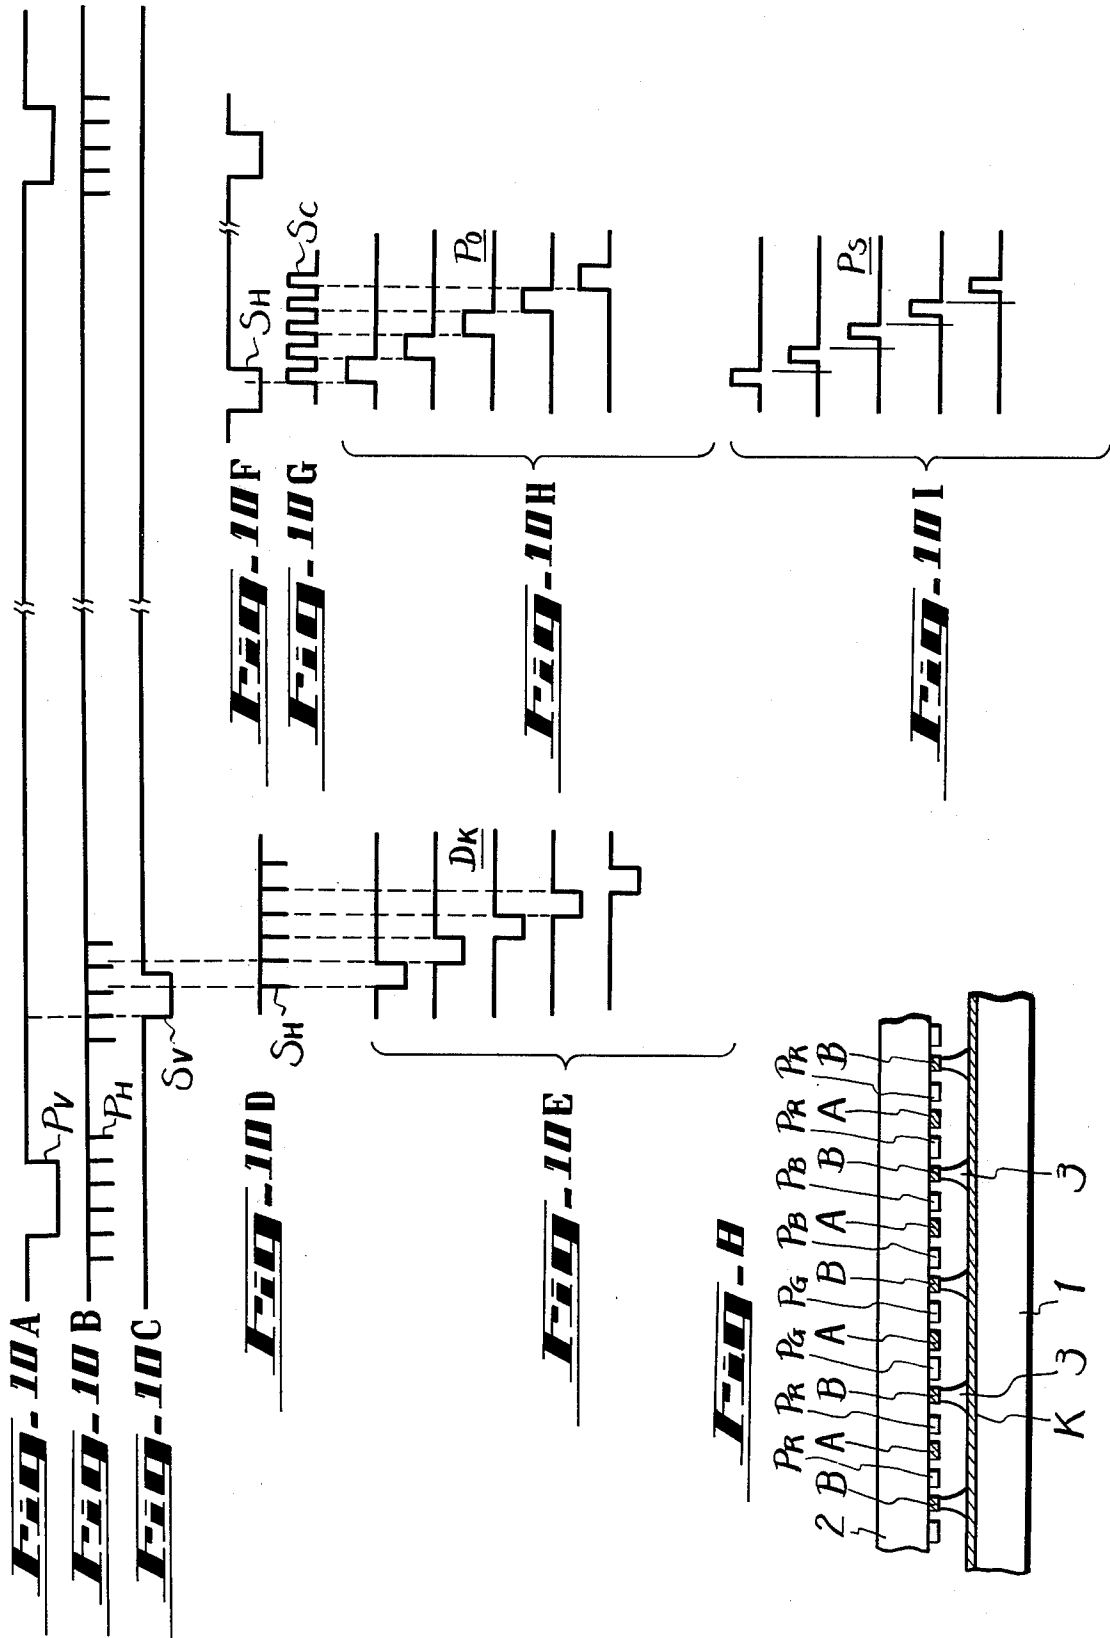 Fig-10A
PV
Fig-10B
PH
Fig-10C
SV
Fig-10D
SH
Fig-10E
DK
Fig-10F
SH
Fig-10G
SC
Fig-10H
PO
Fig-10I
PS
Fig-8
2 B PR A PR B PG A PG B PB A PB B PR A PR B
K 3 1 3